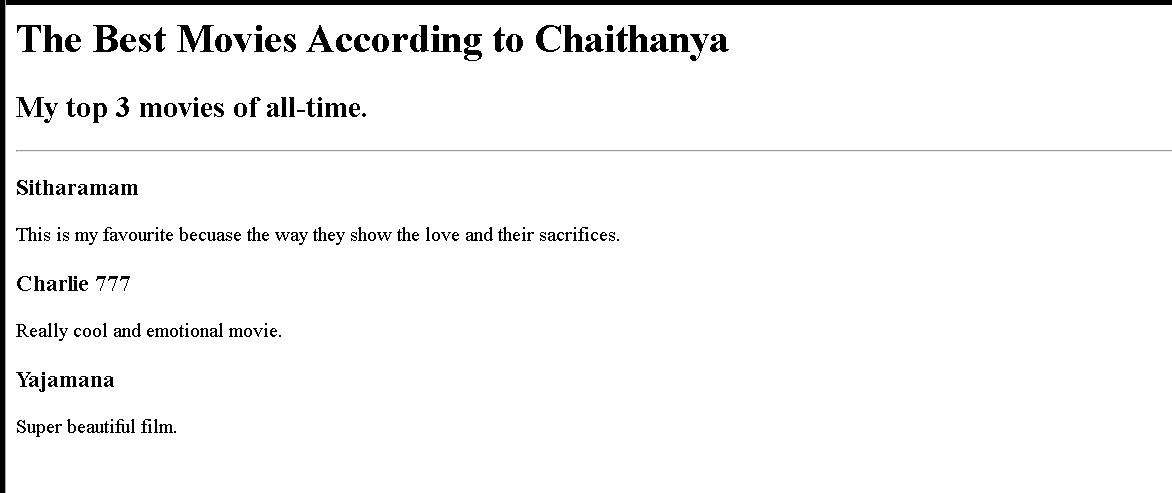 The Best Movies According to Chaithanya
My top 3 movies of all-time.
Sitharamam
This is my favourite becuase the way they show the love and their sacrifices.
Charlie 777
Really cool and emotional movie.
Yajamana
Super beautiful film.